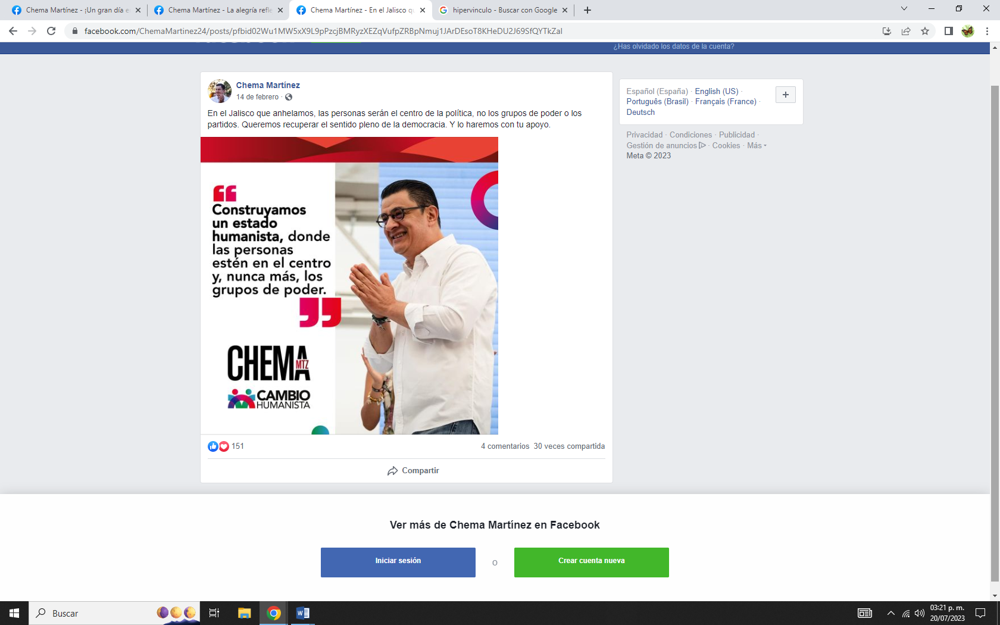 Chema Martínez - ¡Un gran día e
Chema Martínez - La alegría refle
Chema Martínez - En el Jalisco qu
hipervinculo - Buscar con Google
facebook.com/ChemaMartinez24/posts/pfbid02Wu1MW5xX9L9pPzcjBMRyzXEZqVufpZRBpNmuj1JArDEsoT8KHeDU2J69SfQYTkZal
¿Has olvidado los datos de la cuenta?
Chema Martínez
14 de febrero ·
En el Jalisco que anhelamos, las personas serán el centro de la política, no los grupos de poder o los
partidos. Queremos recuperar el sentido pleno de la democracia. Y lo haremos con tu apoyo.
“
Construyamos
un estado
humanista, donde
las personas
estén en el centro
y, nunca más, los
grupos de poder.
”
CHEMA
MTZ
CAMBIO
HUMANISTA
151
4 comentarios 30 veces compartida
Compartir
Español (España) · English (US) ·
Português (Brasil) · Français (France) ·
Deutsch
Privacidad · Condiciones · Publicidad ·
Gestión de anuncios · Cookies · Más
Meta © 2023
Ver más de Chema Martínez en Facebook
Iniciar sesión
o
Crear cuenta nueva
Buscar
03:21 p. m.
20/07/2023